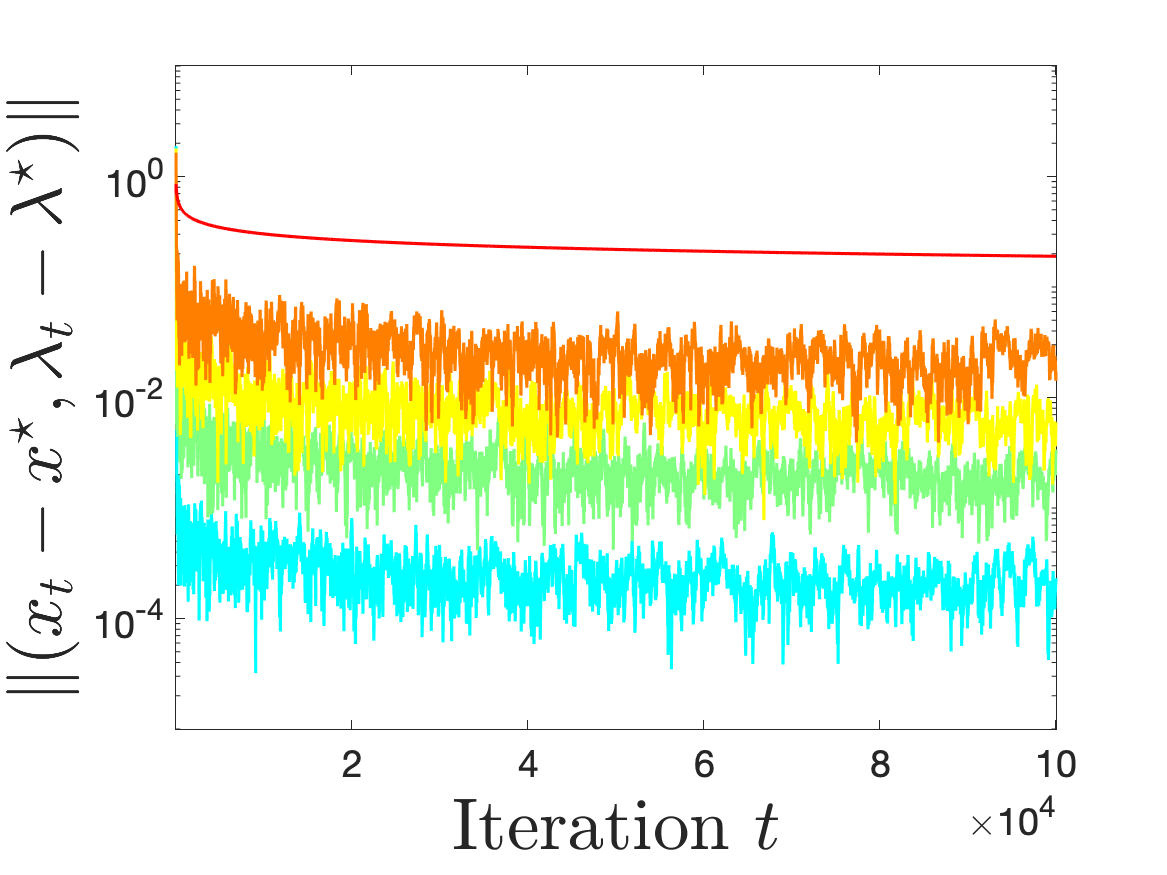 ‖(x_t − x^⋆, λ_t − λ^⋆)‖
10^0
10^-2
10^-4
2 4 6 8 10
×10^4
Iteration t